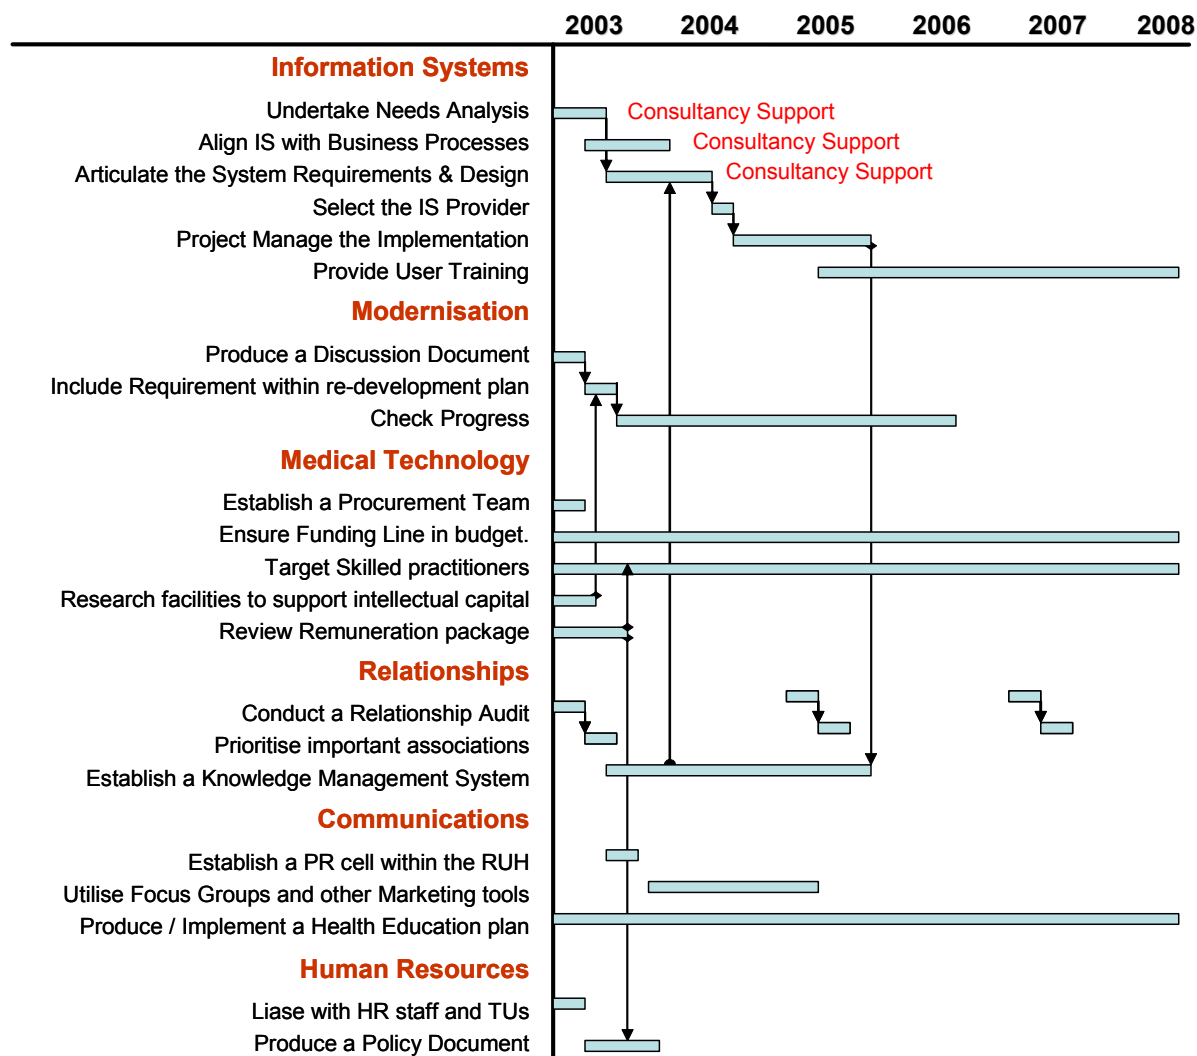 2003 2004 2005 2006 2007 2008
Information Systems
Undertake Needs Analysis Consultancy Support
Align IS with Business Processes Consultancy Support
Articulate the System Requirements & Design Consultancy Support
Select the IS Provider
Project Manage the Implementation
Provide User Training
Modernisation
Produce a Discussion Document
Include Requirement within re-development plan
Check Progress
Medical Technology
Establish a Procurement Team
Ensure Funding Line in budget.
Target Skilled practitioners
Research facilities to support intellectual capital
Review Remuneration package
Relationships
Conduct a Relationship Audit
Prioritise important associations
Establish a Knowledge Management System
Communications
Establish a PR cell within the RUH
Utilise Focus Groups and other Marketing tools
Produce / Implement a Health Education plan
Human Resources
Liase with HR staff and TUs
Produce a Policy Document